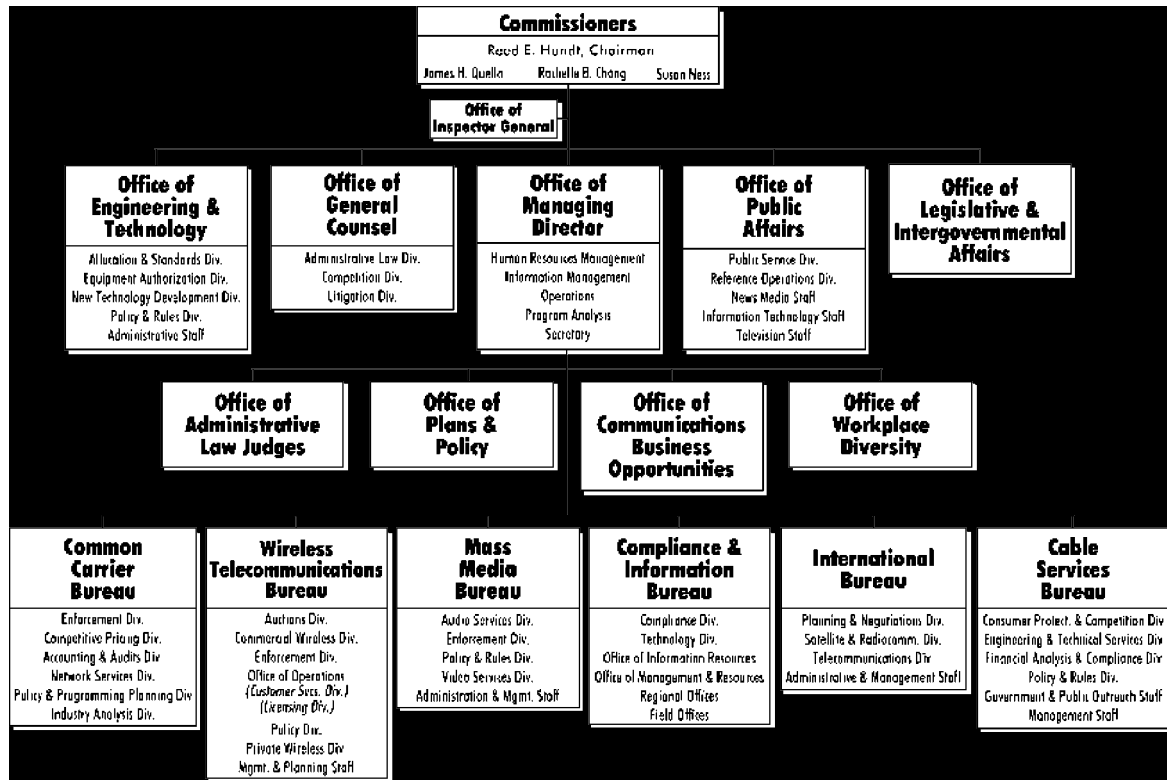 Commissioners
Reed E. Hundt, Chairman
James H. Quello Rachelle B. Chong Susan Ness
Office of
Inspector General
Office of
Engineering &
Technology
Allocation & Standards Div.
Equipment Authorization Div.
New Technology Development Div.
Policy & Rules Div.
Administrative Staff
Office of
General
Counsel
Administrative Law Div.
Competition Div.
Litigation Div.
Office of
Managing
Director
Human Resources Management
Information Management
Operations
Program Analysis
Secretary
Office of
Public
Affairs
Public Service Div.
Reference Operations Div.
News Media Staff
Information Technology Staff
Television Staff
Office of
Legislative &
Intergovernmental
Affairs
Office of
Administrative
Law Judges
Office of
Plans &
Policy
Office of
Communications
Business
Opportunities
Office of
Workplace
Diversity
Common
Carrier
Bureau
Enforcement Div.
Competitive Pricing Div.
Accounting & Audits Div
Network Services Div.
Policy & Programming Planning Div
Industry Analysis Div.
Wireless
Telecommunications
Bureau
Auctions Div.
Commercial Wireless Div.
Enforcement Div.
Office of Operations
(Customer Svcs. Div.)
(Licensing Div.)
Policy Div.
Private Wireless Div
Mgmt. & Planning Staff
Mass
Media
Bureau
Audio Services Div.
Enforcement Div.
Policy & Rules Div.
Video Services Div.
Administration & Mgmt. Staff
Compliance &
Information
Bureau
Compliance Div.
Technology Div.
Office of Information Resources
Office of Management & Resources
Regional Offices
Field Offices
International
Bureau
Planning & Negotiations Div.
Satellite & Radiocomm. Div.
Telecommunications Div
Administrative & Management Staff
Cable
Services
Bureau
Consumer Protect. & Competition Div
Engineering & Technical Services Div
Financial Analysis & Compliance Div
Policy & Rules Div.
Government & Public Outreach Staff
Management Staff